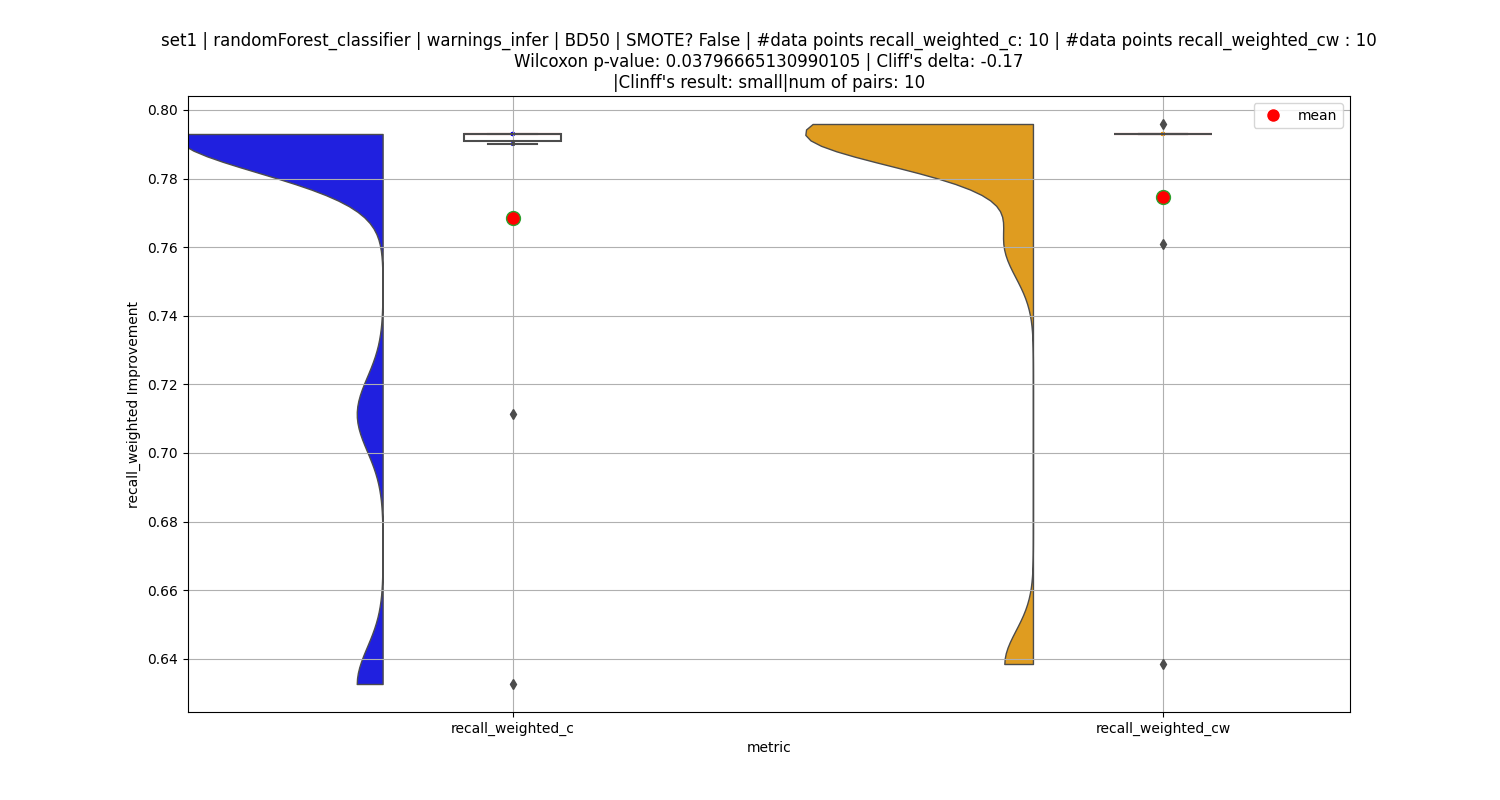 set1 | randomForest_classifier | warnings_infer | BD50 | SMOTE? False | #data points recall_weighted_c: 10 | #data points recall_weighted_cw : 10
Wilcoxon p-value: 0.03796665130990105 | Cliff's delta: -0.17
|Clinff's result: small|num of pairs: 10
mean
recall_weighted Improvement
0.80
0.78
0.76
0.74
0.72
0.70
0.68
0.66
0.64
recall_weighted_c
recall_weighted_cw
metric